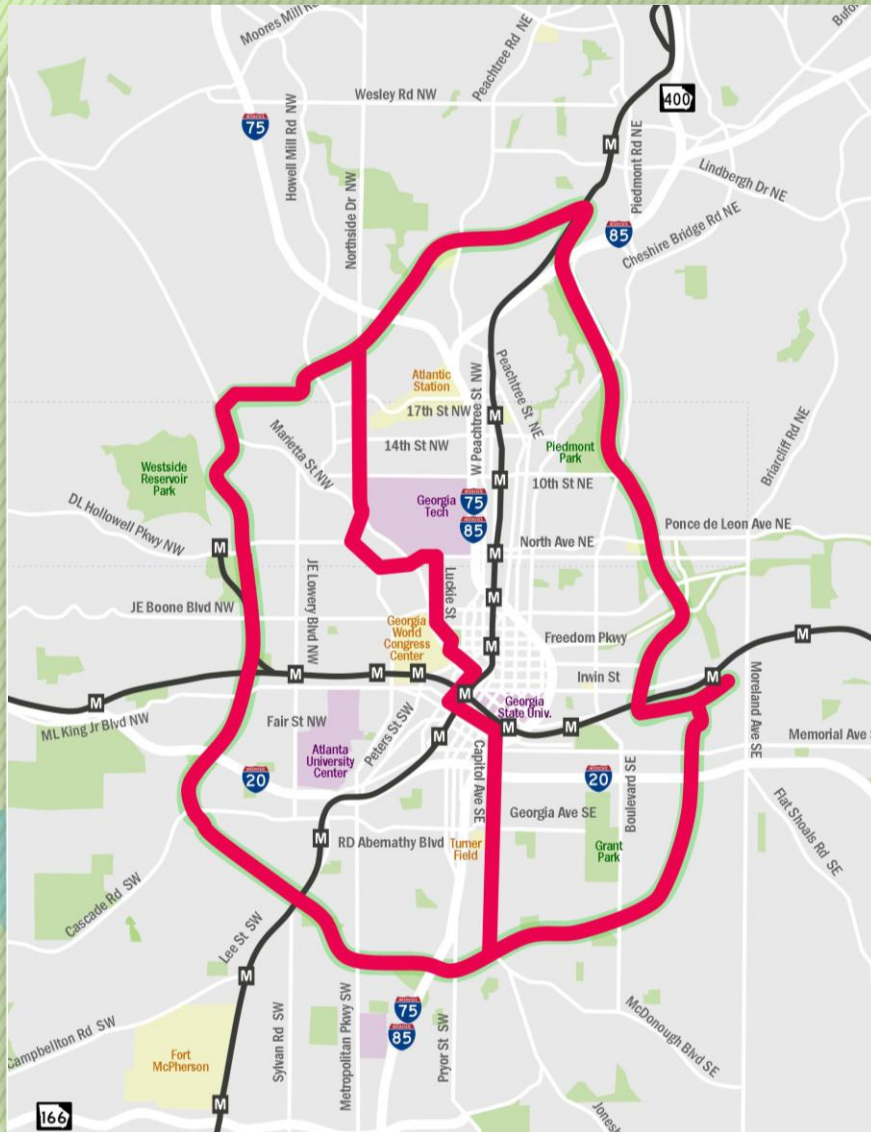 Moores Mill Rd
Peachtree Rd NE
Piedmont Rd NE
Wesley Rd NW
400
75
Howell Mill Rd NW
Northside Dr NW
Lindbergh Dr NE
85
Cheshire Bridge Rd NE
Atlantic
Station
17th St NW
14th St NW
W Peachtree St NW
Peachtree St NE
Marietta St NW
Piedmont
Park
Briarcliff Rd NE
10th St NE
Westside
Reservoir
Park
Georgia
Tech
75
85
DL Hollowell Pkwy NW
North Ave NE
Ponce de Leon Ave NE
M
M
M
M
M
M
JE Lowery Blvd NW
Luckie St
JE Boone Blvd NW
Georgia
World
Congress
Center
Freedom Pkwy
M
M
Irwin St
M
M
M
M
M
M
Georgia
State Univ.
Moreland Ave SE
ML King Jr Blvd NW
Fair St NW
Peters St SW
M
M
M
Memorial Ave S
Atlanta
University
Center
20
Capitol Ave SE
20
Boulevard SE
Georgia Ave SE
M
RD Abernathy Blvd
Turner
Field
Grant
Park
Flat Shoals Rd SE
Cascade Rd SW
Lee St SW
M
75
85
Campbellton Rd SW
Sylvan Rd SW
Metropolitan Pkwy SW
Pryor St SW
McDonough Blvd SE
Fort
McPherson
M
166